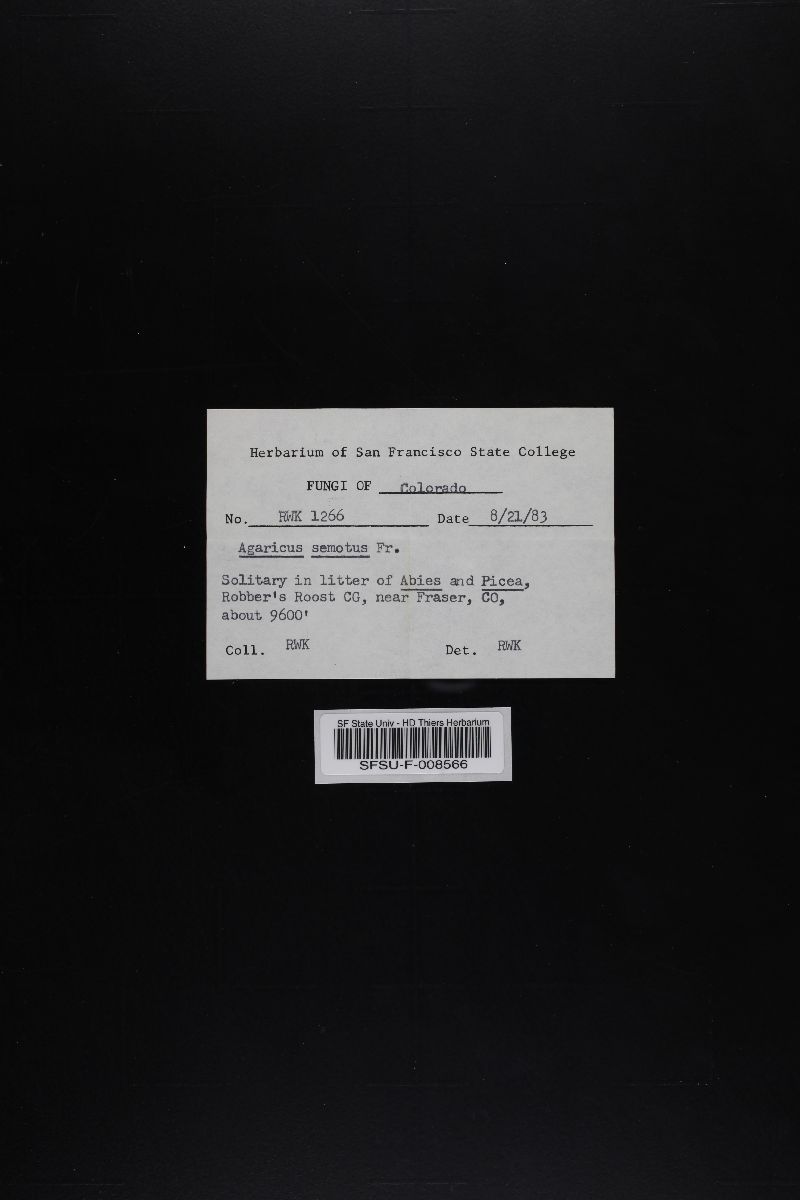 Herbarium of San Francisco State College
FUNGI OF Colorado
No. RWK 1266 Date 8/21/83
Agaricus semotus Fr.
Solitary in litter of Abies and Picea,
Robber's Roost CG, near Fraser, CO,
about 9600'
Coll. RWK Det. RWK
SF State Univ - HD Thiers Herbarium
SFSU-F-008566